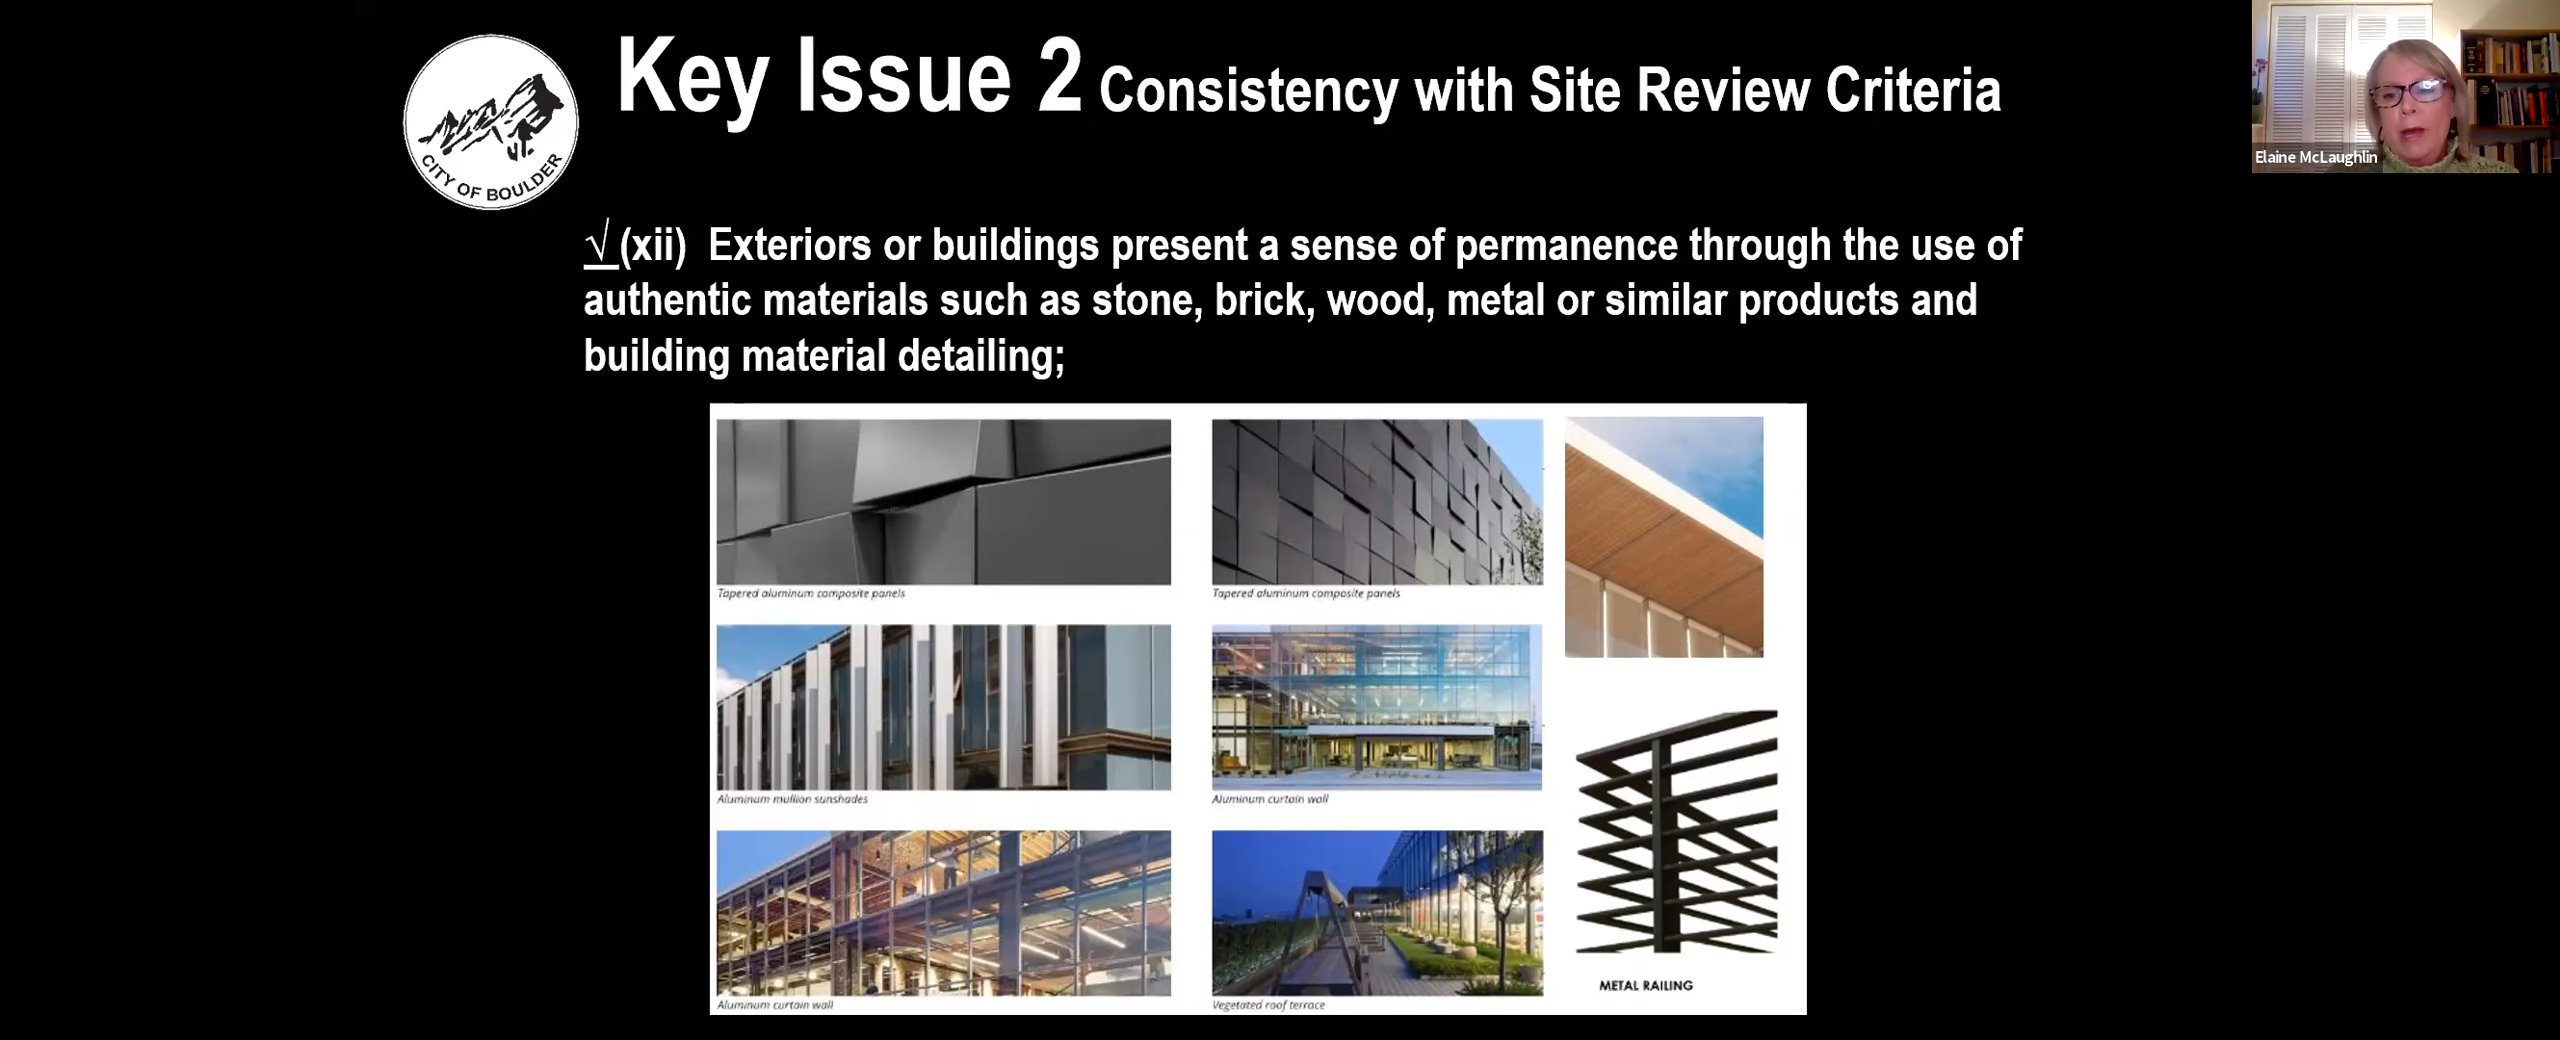 Key Issue 2 Consistency with Site Review Criteria
CITY OF BOULDER
Elaine McLaughlin
√ (xii) Exteriors or buildings present a sense of permanence through the use of
authentic materials such as stone, brick, wood, metal or similar products and
building material detailing;
Tapered aluminum composite panels
Tapered aluminum composite panels
Aluminum mullion sunshades
Aluminum curtain wall
Aluminum curtain wall
Vegetated roof terrace
METAL RAILING